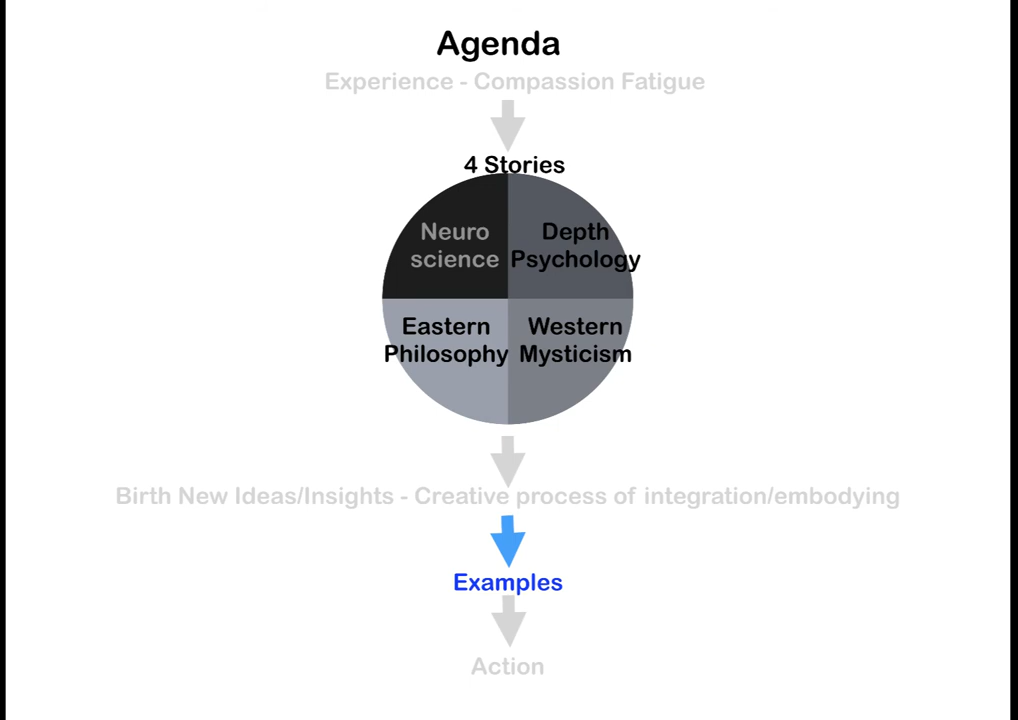 Agenda
Experience - Compassion Fatigue
4 Stories
Neuro
science
Depth
Psychology
Eastern
Philosophy
Western
Mysticism
Birth New Ideas/Insights - Creative process of integration/embodying
Examples
Action